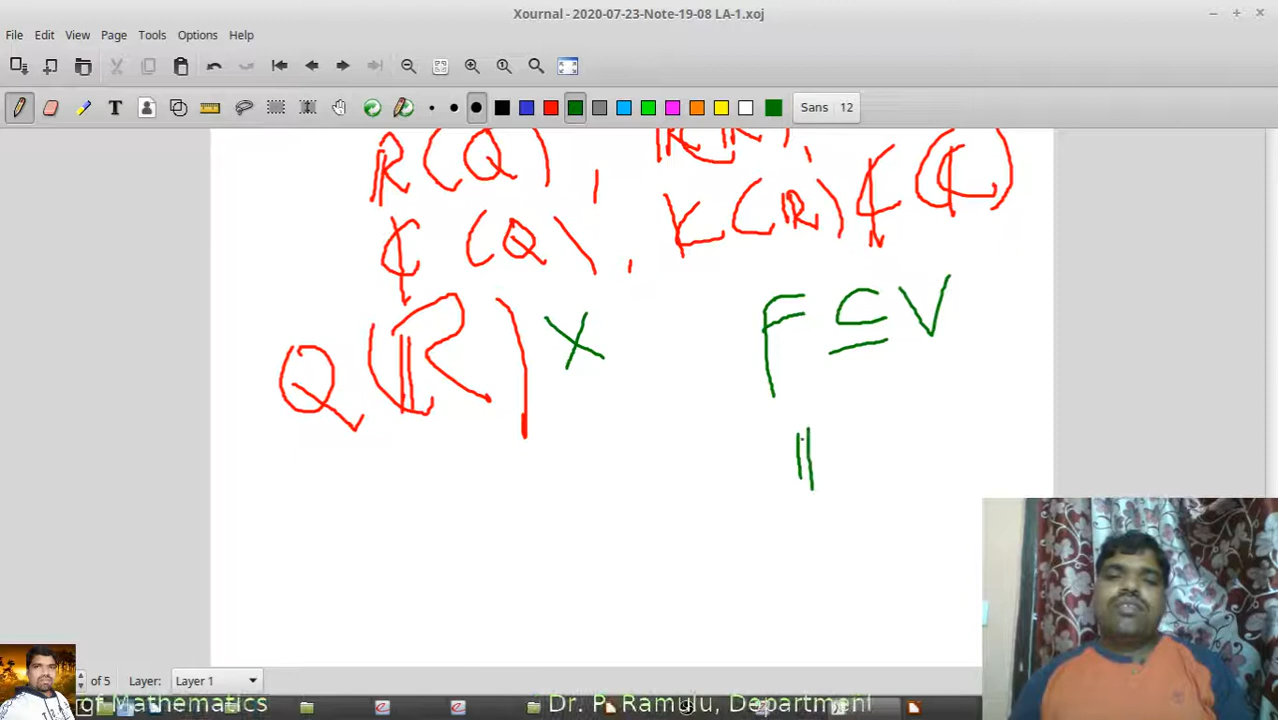 Xournal - 2020-07-23-Note-19-08 LA-1.xoj
File Edit View Page Tools Options Help
Sans 12
ℝ(Q), ℝ(ℝ),
ℂ(Q), ℂ(ℝ) ℂ(ℂ)
Q(ℝ) X F ⊆ V
of 5 Layer: Layer 1
of Mathematics Dr. P. Ramulu, Department